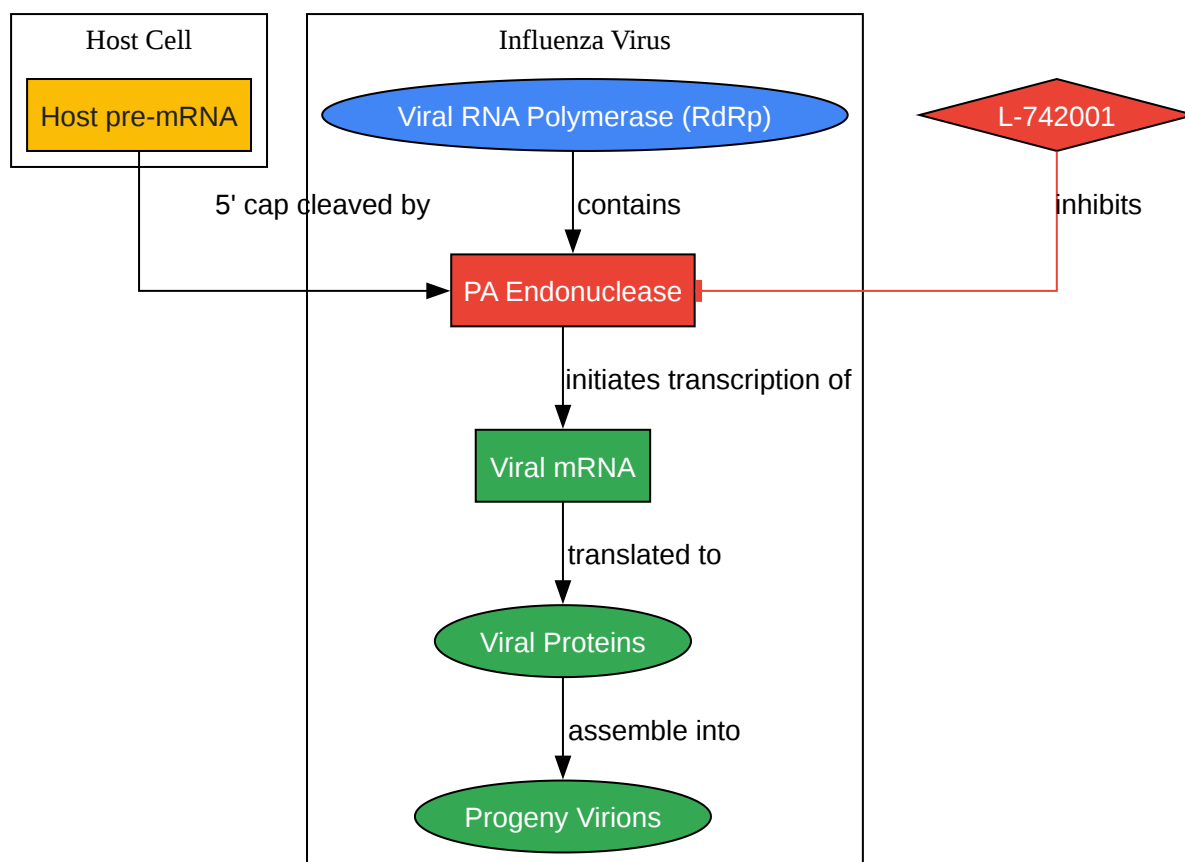 Host Cell
Influenza Virus
Host pre-mRNA
Viral RNA Polymerase (RdRp)
L-742001
5' cap cleaved by
contains
inhibits
PA Endonuclease
initiates transcription of
Viral mRNA
translated to
Viral Proteins
assemble into
Progeny Virions